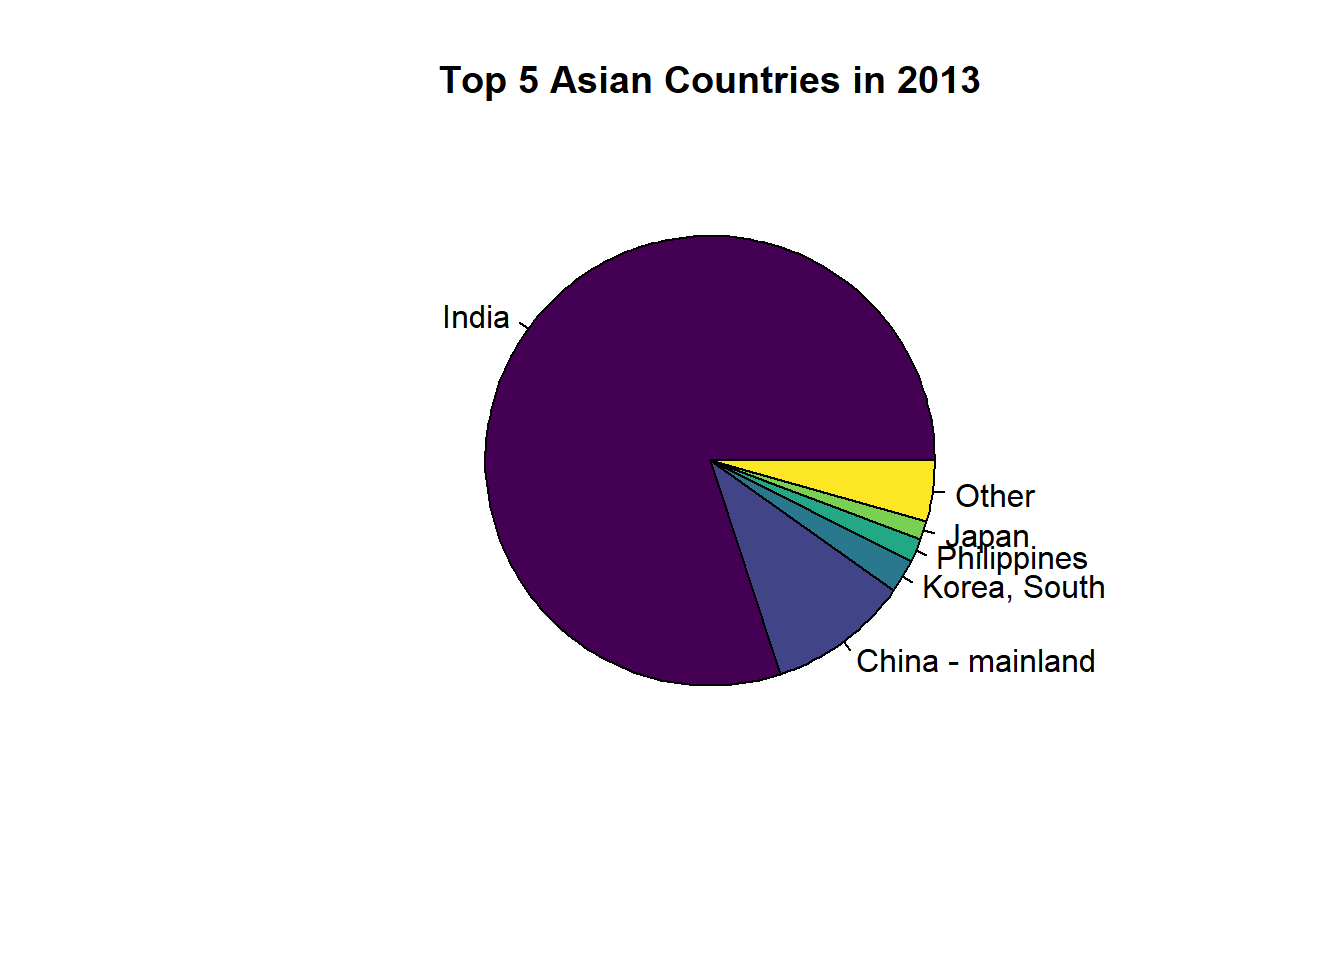 Top 5 Asian Countries in 2013
India
Other
Japan
Philippines
Korea, South
China - mainland